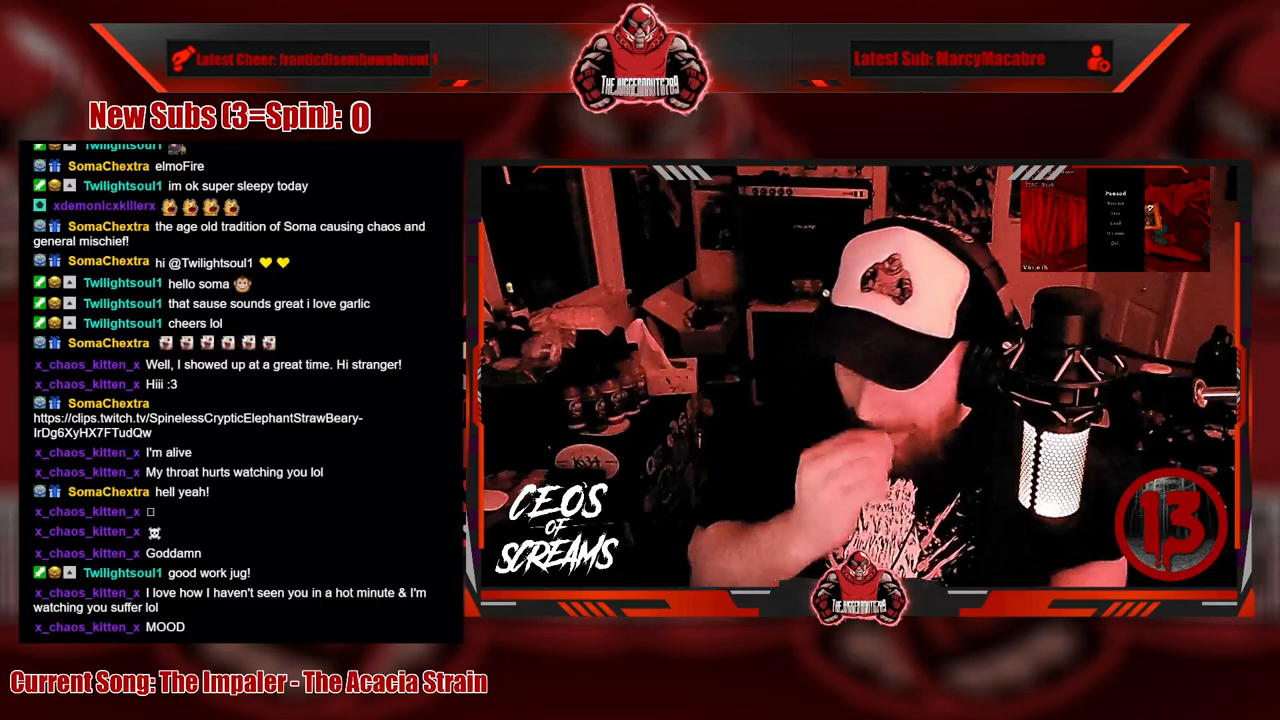 Latest Cheer: franticdisembowelment 1
THEJUGGERNAUT6789
Latest Sub: MarcyMacabre
New Subs (3=Spin): 0
Twilightsoul1
SomaChextra elmoFire
Twilightsoul1 im ok super sleepy today
xdemonicxkillerx
SomaChextra the age old tradition of Soma causing chaos and
general mischief!
SomaChextra hi @Twilightsoul1
Twilightsoul1 hello soma
Twilightsoul1 that sause sounds great i love garlic
Twilightsoul1 cheers lol
SomaChextra
x_chaos_kitten_x Well, I showed up at a great time. Hi stranger!
x_chaos_kitten_x Hiii :3
SomaChextra
https://clips.twitch.tv/SpinelessCrypticElephantStrawBeary-
IrDg6XyHX7FTudQw
x_chaos_kitten_x I'm alive
x_chaos_kitten_x My throat hurts watching you lol
SomaChextra hell yeah!
x_chaos_kitten_x
x_chaos_kitten_x
x_chaos_kitten_x Goddamn
Twilightsoul1 good work jug!
x_chaos_kitten_x I love how I haven't seen you in a hot minute & I'm
watching you suffer lol
x_chaos_kitten_x MOOD
Paused
CEO'S
OF
SCREAMS
13
Current Song: The Impaler - The Acacia Strain